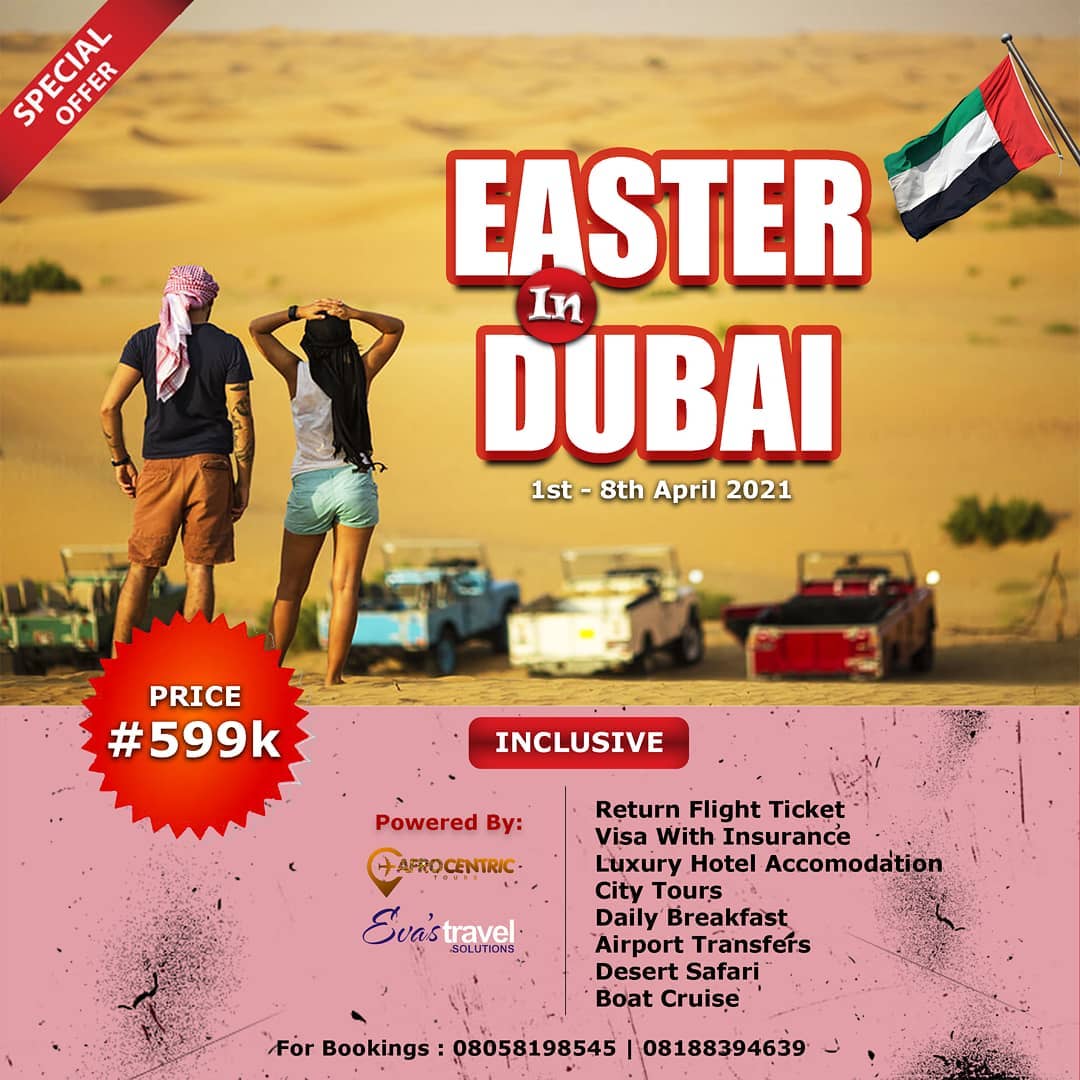 SPECIAL
OFFER
EASTER
In
DUBAI
1st - 8th April 2021
PRICE
#599k
INCLUSIVE
Powered By:
AFROCENTRIC
TOURS
Eva's travel
SOLUTIONS
Return Flight Ticket
Visa With Insurance
Luxury Hotel Accomodation
City Tours
Daily Breakfast
Airport Transfers
Desert Safari
Boat Cruise
For Bookings : 08058198545 | 08188394639